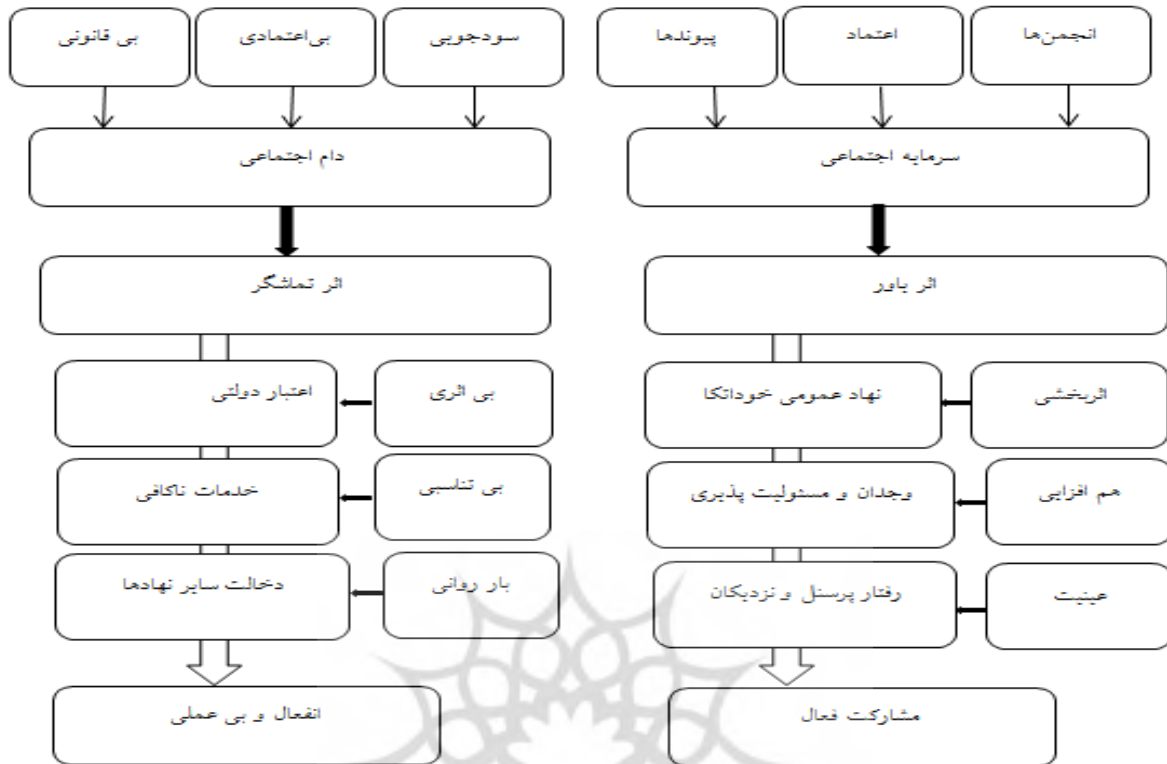 انجمن‌ها
اعتماد
پیوندها
سرمایه اجتماعی
اثر یاور
نهاد عمومی خوداتکا
اثربخشی
وجدان و مسئولیت پذیری
هم افزایی
رفتار پرسنل و نزدیکان
عینیت
مشارکت فعال
سودجویی
بی‌اعتمادی
بی قانونی
دام اجتماعی
اثر تماشگر
اعتبار دولتی
بی اثری
خدمات ناکافی
بی تناسبی
دخالت سایر نهادها
بار روانی
انفعال و بی عملی